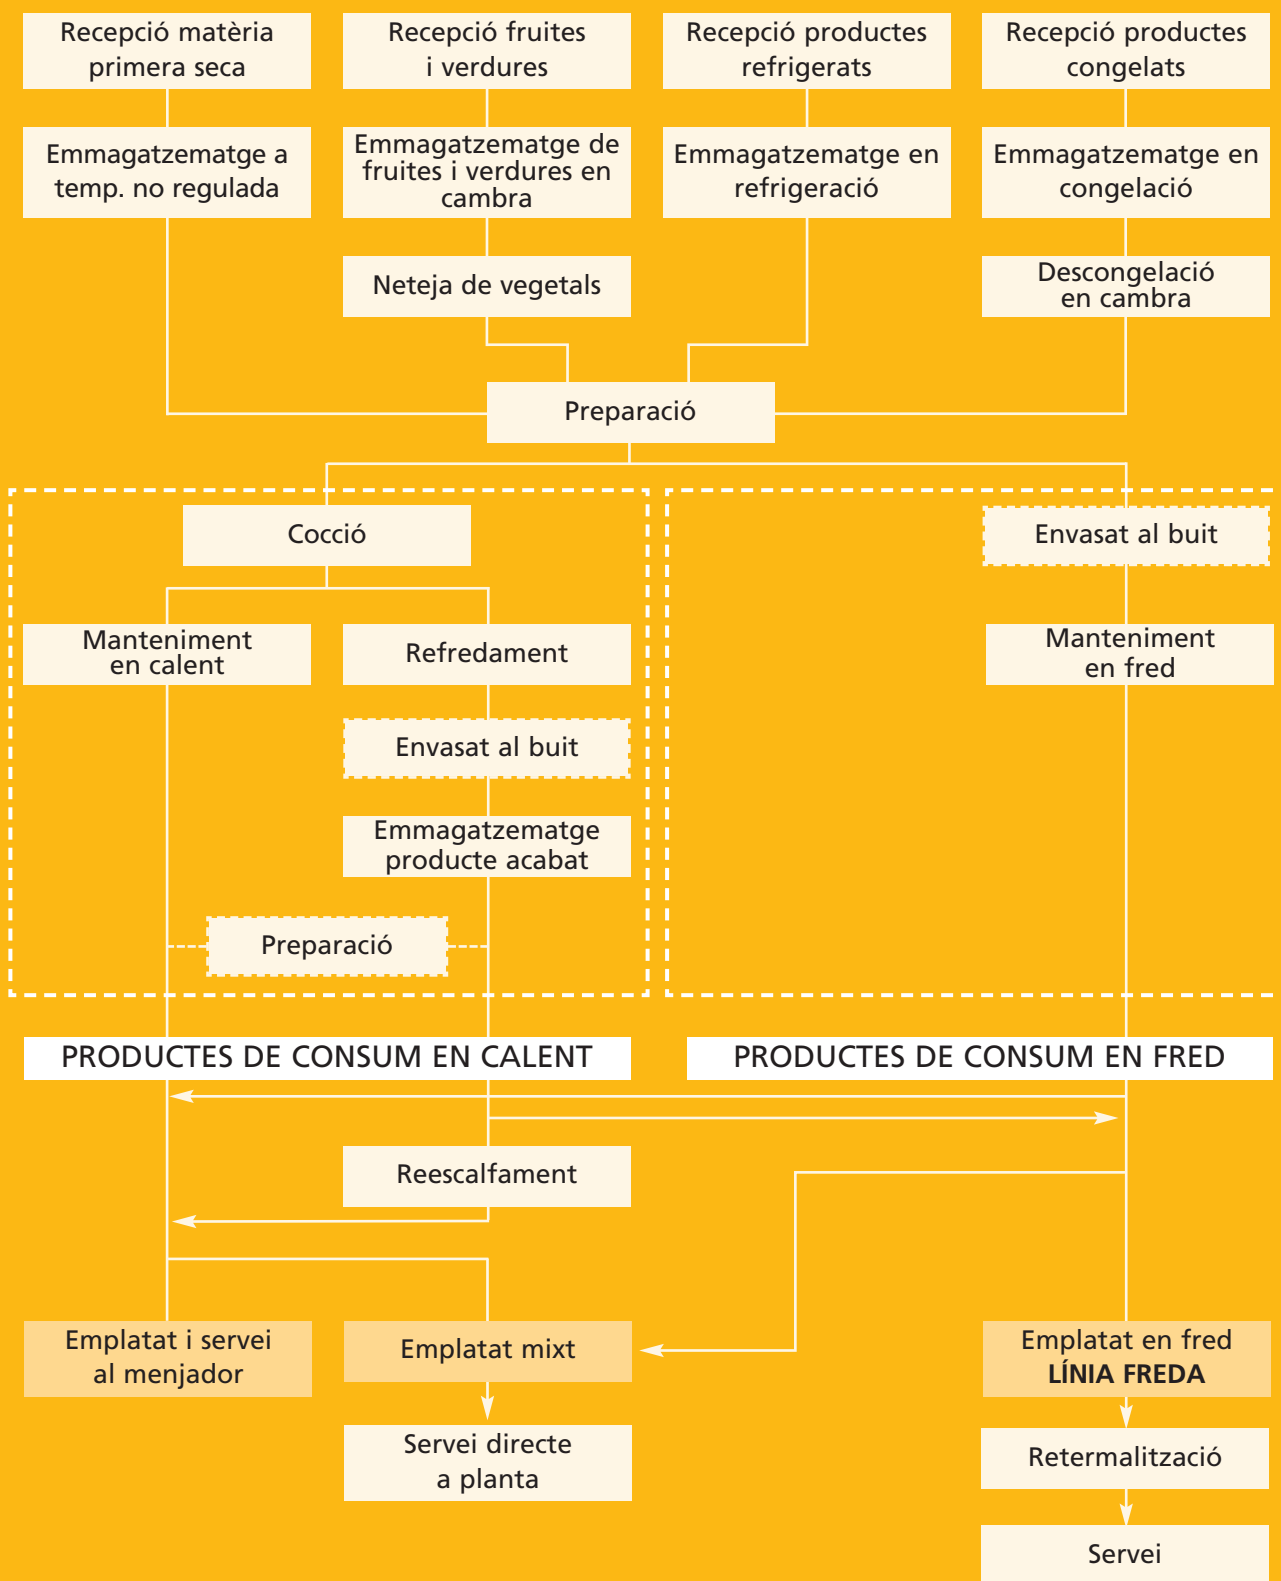 Recepció matèria
primera seca
Recepció fruites
i verdures
Recepció productes
refrigerats
Recepció productes
congelats
Emmagatzematge a
temp. no regulada
Emmagatzematge de
fruites i verdures en
cambra
Emmagatzematge en
refrigeració
Emmagatzematge en
congelació
Neteja de vegetals
Descongelació
en cambra
Preparació
Cocció
Envasat al buit
Manteniment
en calent
Refredament
Manteniment
en fred
Envasat al buit
Emmagatzematge
producte acabat
Preparació
PRODUCTES DE CONSUM EN CALENT
PRODUCTES DE CONSUM EN FRED
Reescalfament
Emplatat i servei
al menjador
Emplatat mixt
Emplatat en fred
LÍNIA FREDA
Servei directe
a planta
Retermalització
Servei